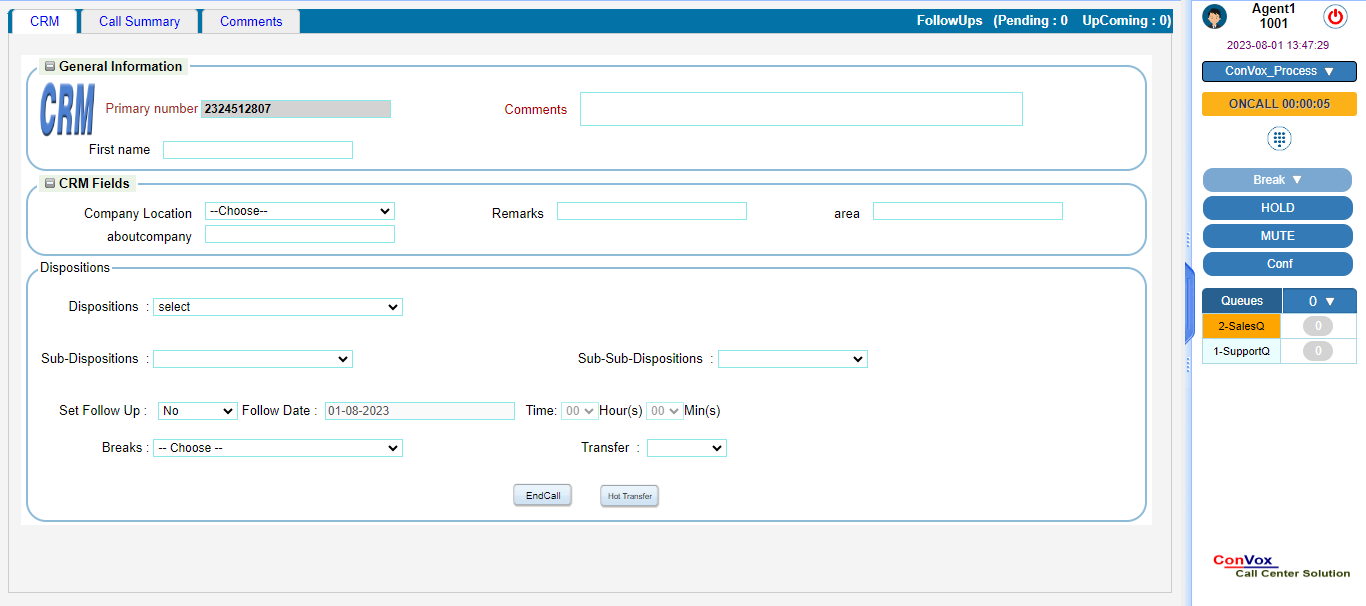 CRM Call Summary Comments FollowUps (Pending : 0 UpComing : 0)
General Information
CRM Primary number 2324512807 Comments
First name
CRM Fields
Company Location --Choose-- Remarks area
aboutcompany
Dispositions
Dispositions : select
Sub-Dispositions : Sub-Sub-Dispositions :
Set Follow Up : No Follow Date : 01-08-2023 Time: 00 Hour(s) 00 Min(s)
Breaks : -- Choose -- Transfer :
EndCall Hot Transfer
Agent1
1001
2023-08-01 13:47:29
ConVox_Process ▼
ONCALL 00:00:05
Break ▼
HOLD
MUTE
Conf
Queues 0 ▼
2-SalesQ 0
1-SupportQ 0
ConVox
Call Center Solution